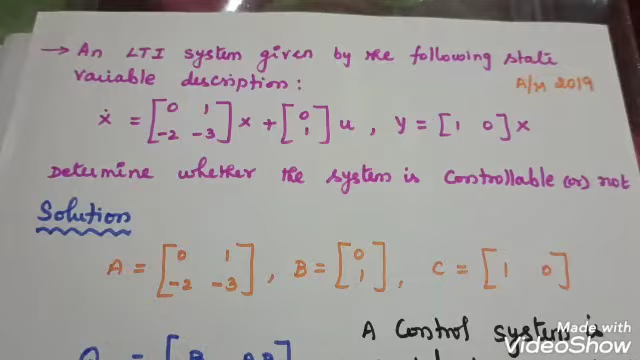 → An LTI system given by the following state
variable description:
A/M 2019
ẋ = [0 1 -2 -3] x + [0 1] u, y = [1 0] x
Determine whether the system is controllable (or) not
Solution
A = [0 1 -2 -3], B = [0 1], C = [1 0]
A control system is
= [B AB]
Made with
VideoShow